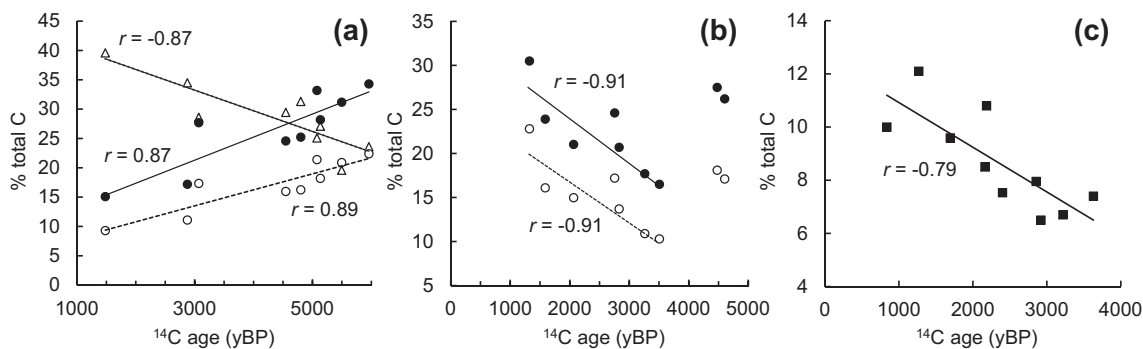 (a)
r = -0.87
r = 0.87
r = 0.89
% total C
50
45
40
35
30
25
20
15
10
5
0
1000
3000
5000
¹⁴C age (yBP)
(b)
r = -0.91
r = -0.91
% total C
35
30
25
20
15
10
5
0
1000
2000
3000
4000
5000
¹⁴C age (yBP)
(c)
r = -0.79
% total C
14
12
10
8
6
4
0
1000
2000
3000
4000
¹⁴C age (yBP)